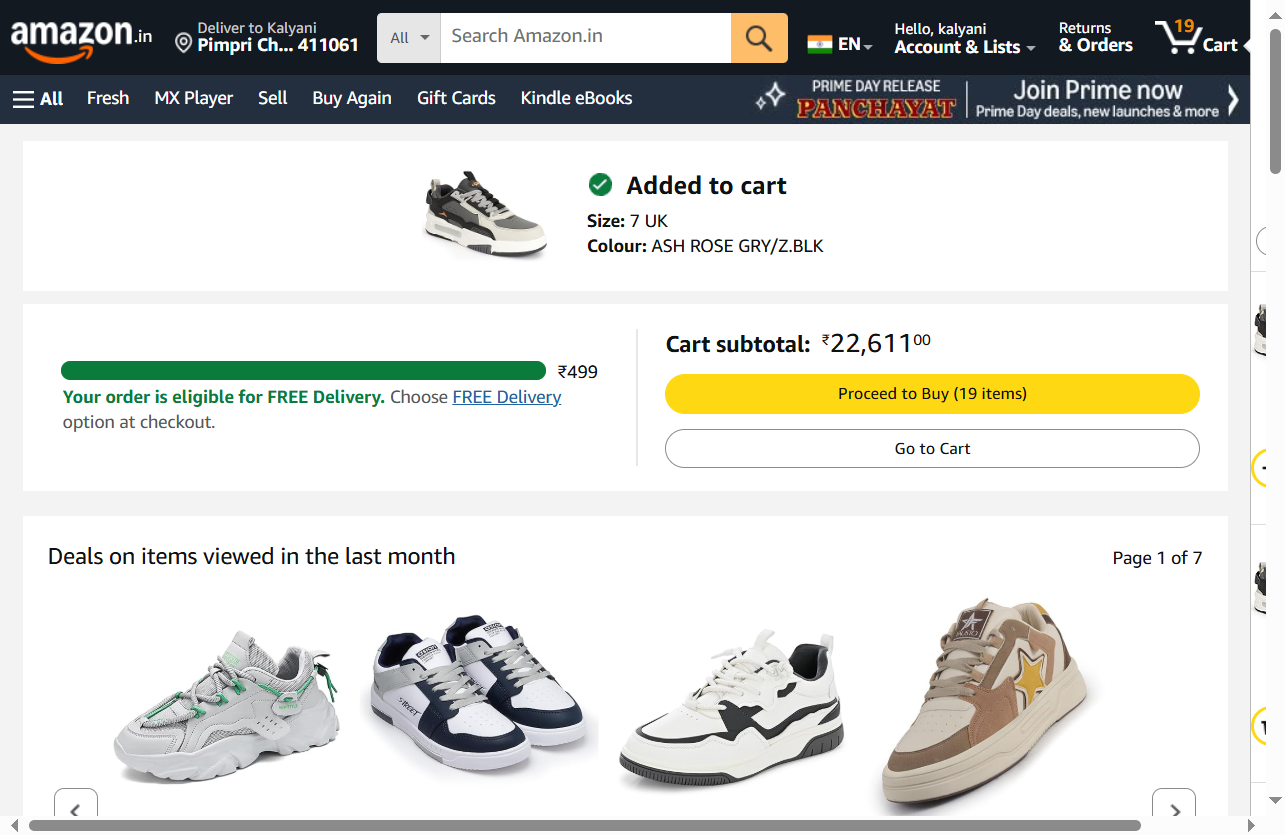 amazon.in
Deliver to Kalyani
Pimpri Ch... 411061
All
Search Amazon.in
EN
Hello, kalyani
Account & Lists
Returns
& Orders
19
Cart
All
Fresh
MX Player
Sell
Buy Again
Gift Cards
Kindle eBooks
PRIME DAY RELEASE
PANCHAYAT
Join Prime now
Prime Day deals, new launches & more
Added to cart
Size: 7 UK
Colour: ASH ROSE GRY/Z.BLK
₹499
Your order is eligible for FREE Delivery. Choose FREE Delivery
option at checkout.
Cart subtotal: ₹22,61100
Proceed to Buy (19 items)
Go to Cart
Deals on items viewed in the last month
Page 1 of 7